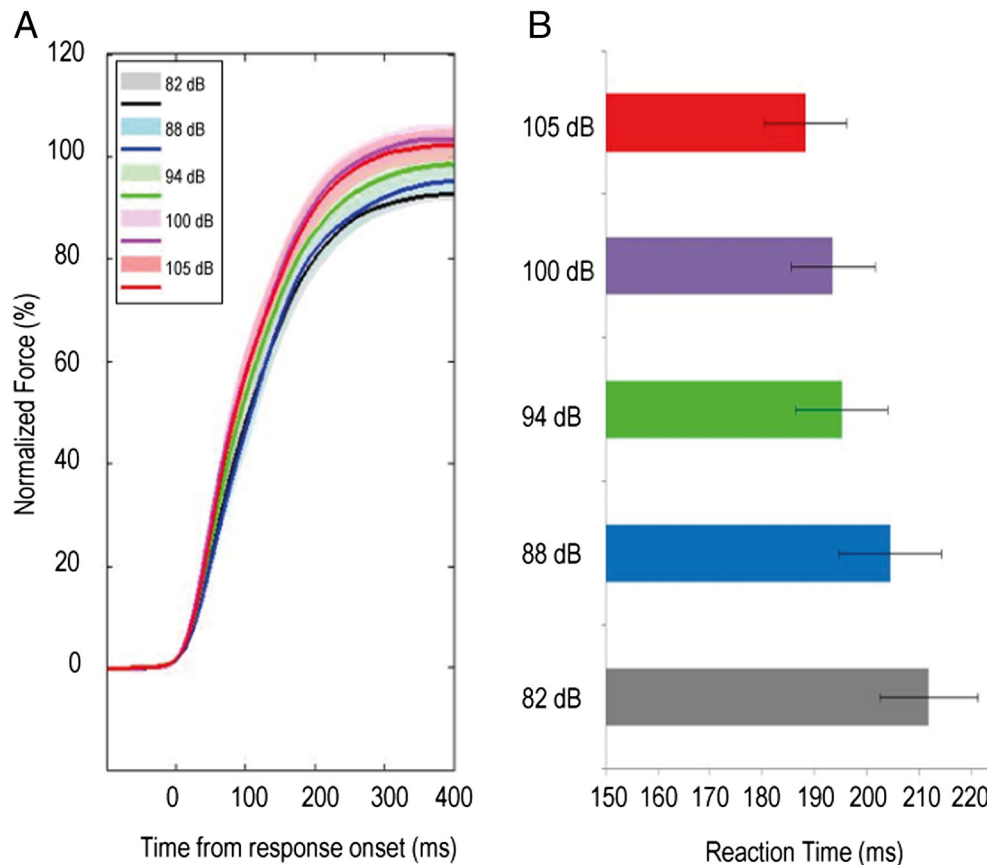 A
120
100
80
60
40
20
0
Normalized Force (%)
82 dB
88 dB
94 dB
100 dB
105 dB
0 100 200 300 400
Time from response onset (ms)
B
105 dB
100 dB
94 dB
88 dB
82 dB
150 160 170 180 190 200 210 220
Reaction Time (ms)